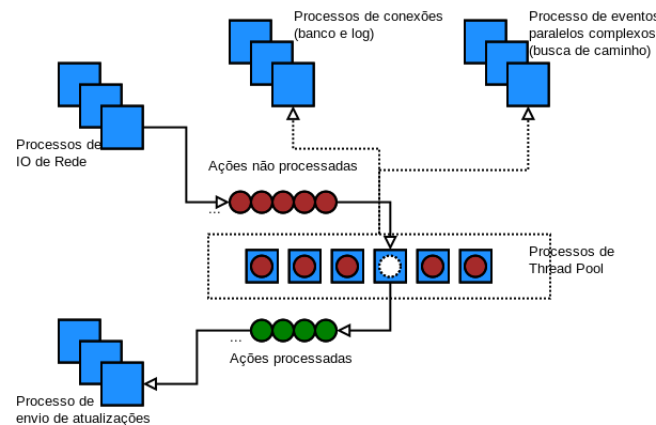 Processos de conexões
(banco e log)
Processo de eventos
paralelos complexos
(busca de caminho)
Processos de
IO de Rede
Ações não processadas
...
Processos de
Thread Pool
...
Ações processadas
Processo de
envio de atualizações